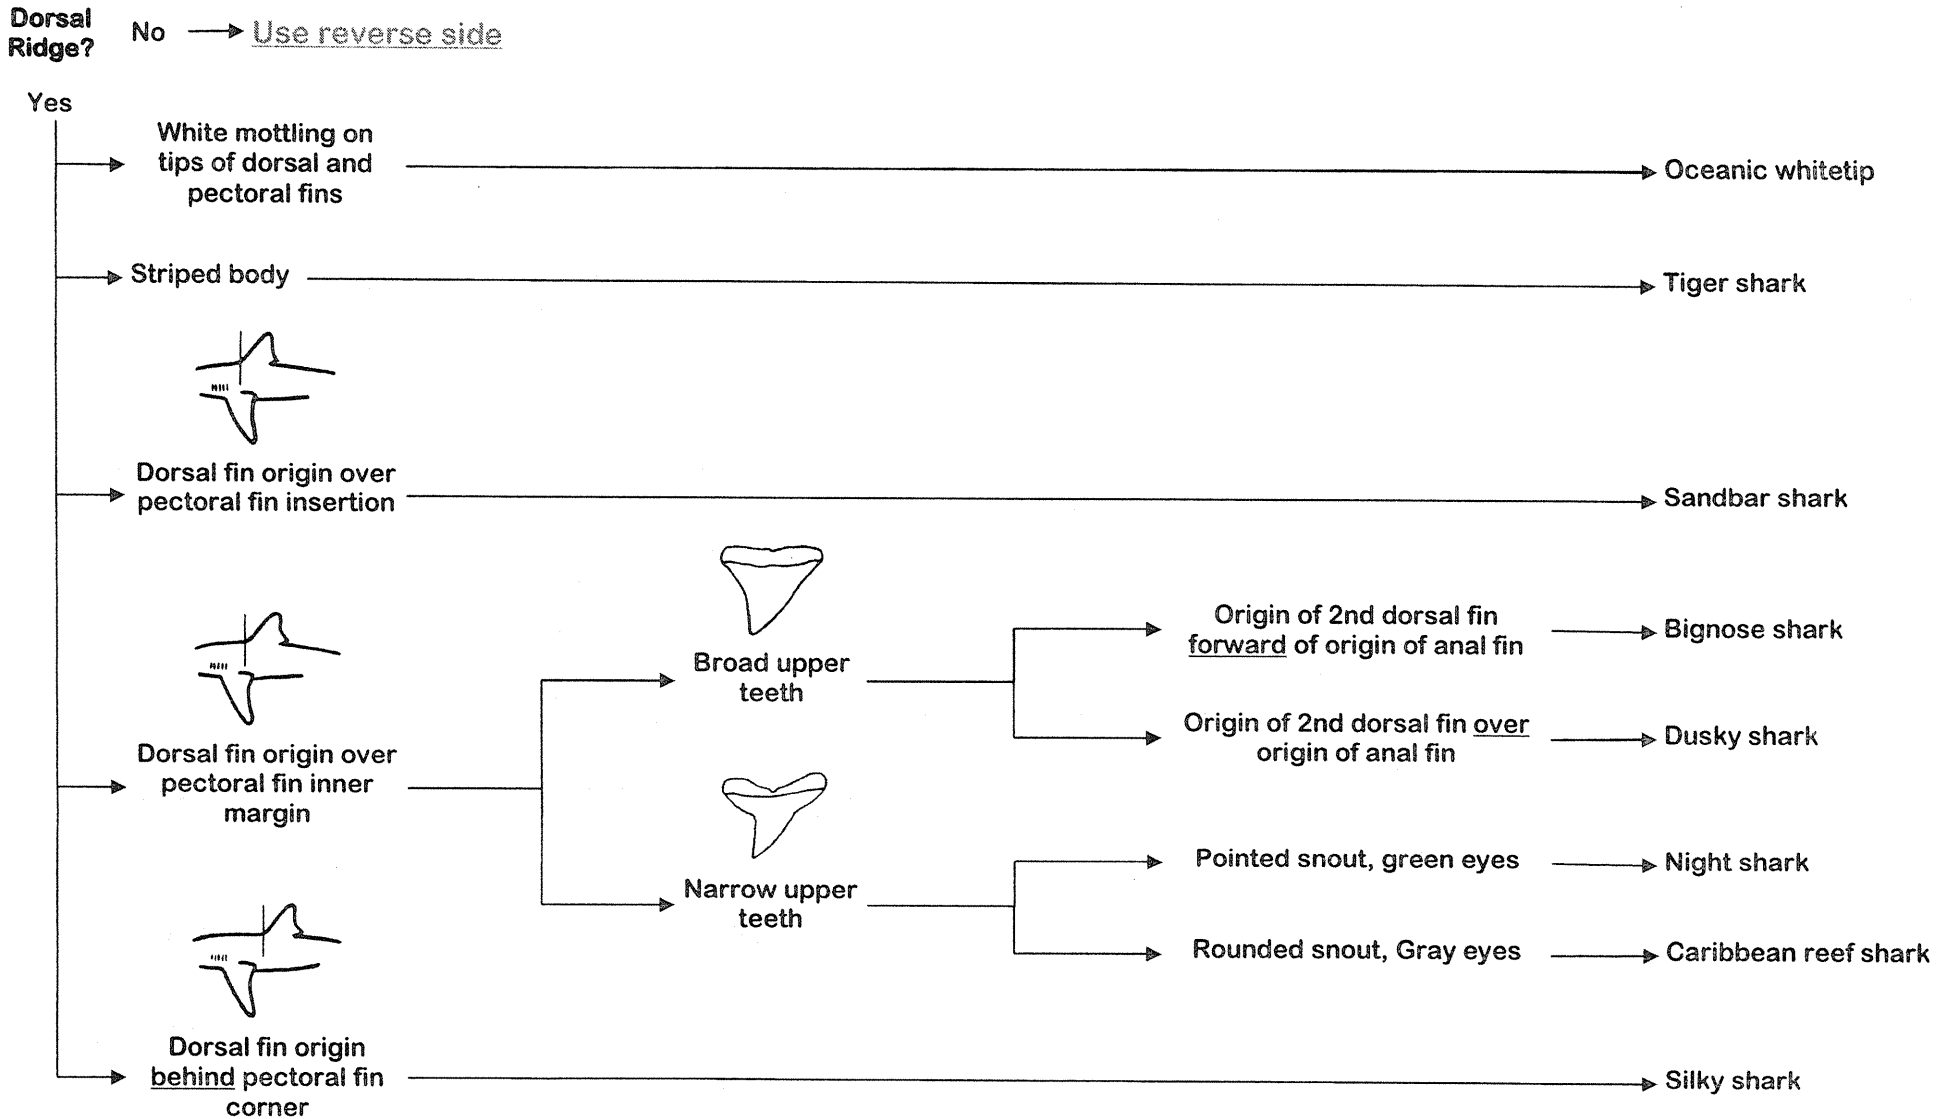 Dorsal
Ridge?
No
Use reverse side
Yes
White mottling on
tips of dorsal and
pectoral fins
Oceanic whitetip
Striped body
Tiger shark
Dorsal fin origin over
pectoral fin insertion
Sandbar shark
Dorsal fin origin over
pectoral fin inner
margin
Broad upper
teeth
Origin of 2nd dorsal fin
forward of origin of anal fin
Bignose shark
Origin of 2nd dorsal fin over
origin of anal fin
Dusky shark
Narrow upper
teeth
Pointed snout, green eyes
Night shark
Rounded snout, Gray eyes
Caribbean reef shark
Dorsal fin origin
behind pectoral fin
corner
Silky shark